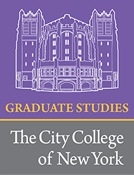 GRADUATE STUDIES
The City College
of New York